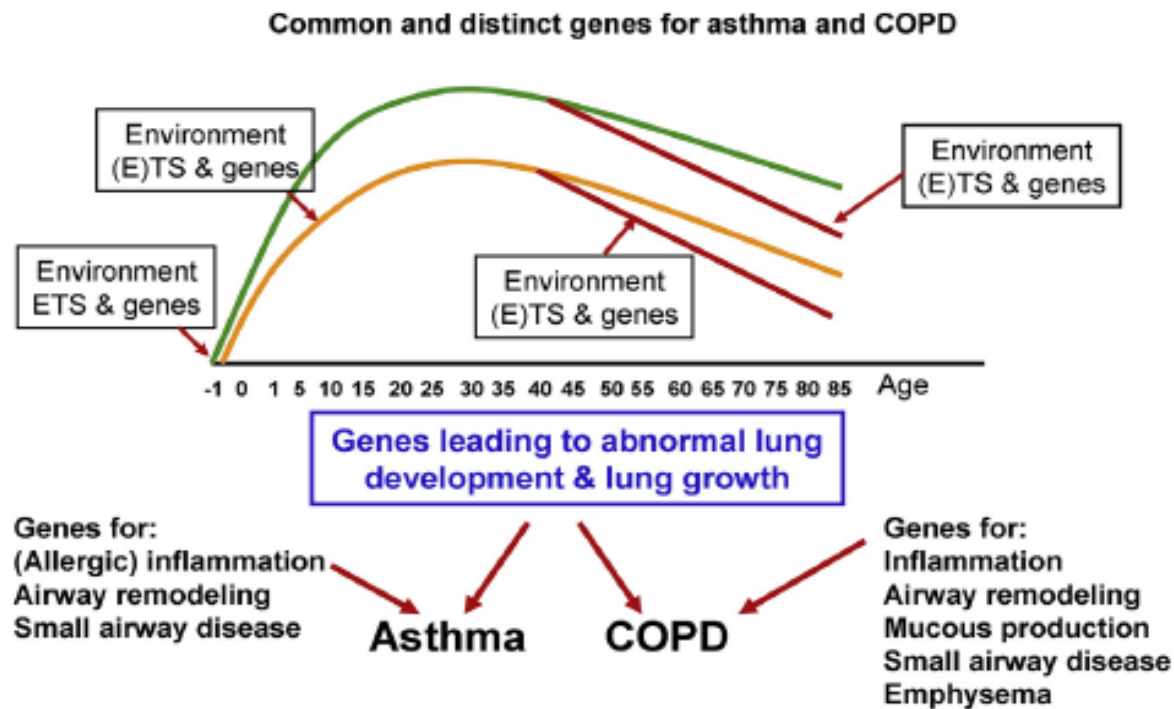 Common and distinct genes for asthma and COPD
Environment
(E)TS & genes
Environment
(E)TS & genes
Environment
ETS & genes
Environment
(E)TS & genes
-1 0 1 5 10 15 20 25 30 35 40 45 50 55 60 65 70 75 80 85 Age
Genes leading to abnormal lung
development & lung growth
Genes for:
(Allergic) inflammation
Airway remodeling
Small airway disease
Asthma
COPD
Genes for:
Inflammation
Airway remodeling
Mucous production
Small airway disease
Emphysema